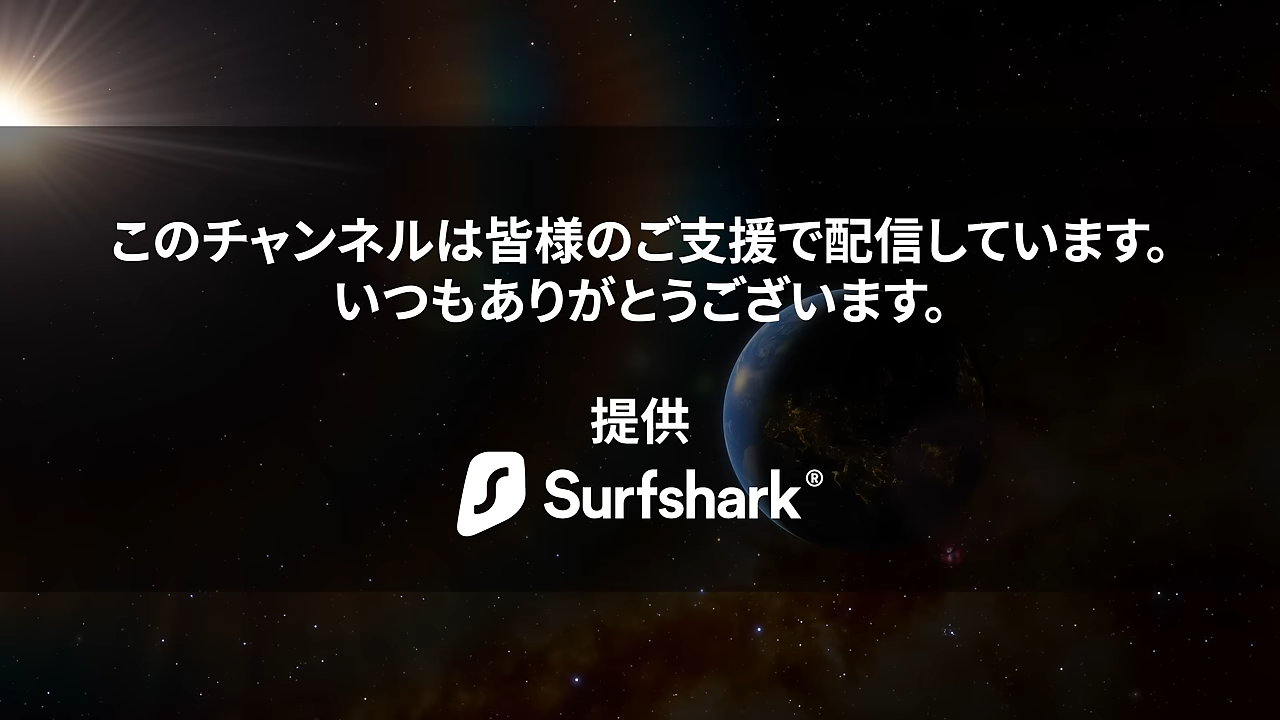 このチャンネルは皆様のご支援で配信しています。
いつもありがとうございます。
提供
Surfshark®